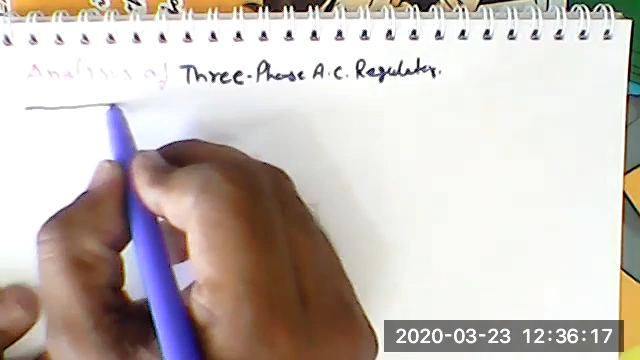 Analysis of Three-Phase A.C. Regulator.
2020-03-23 12:36:17